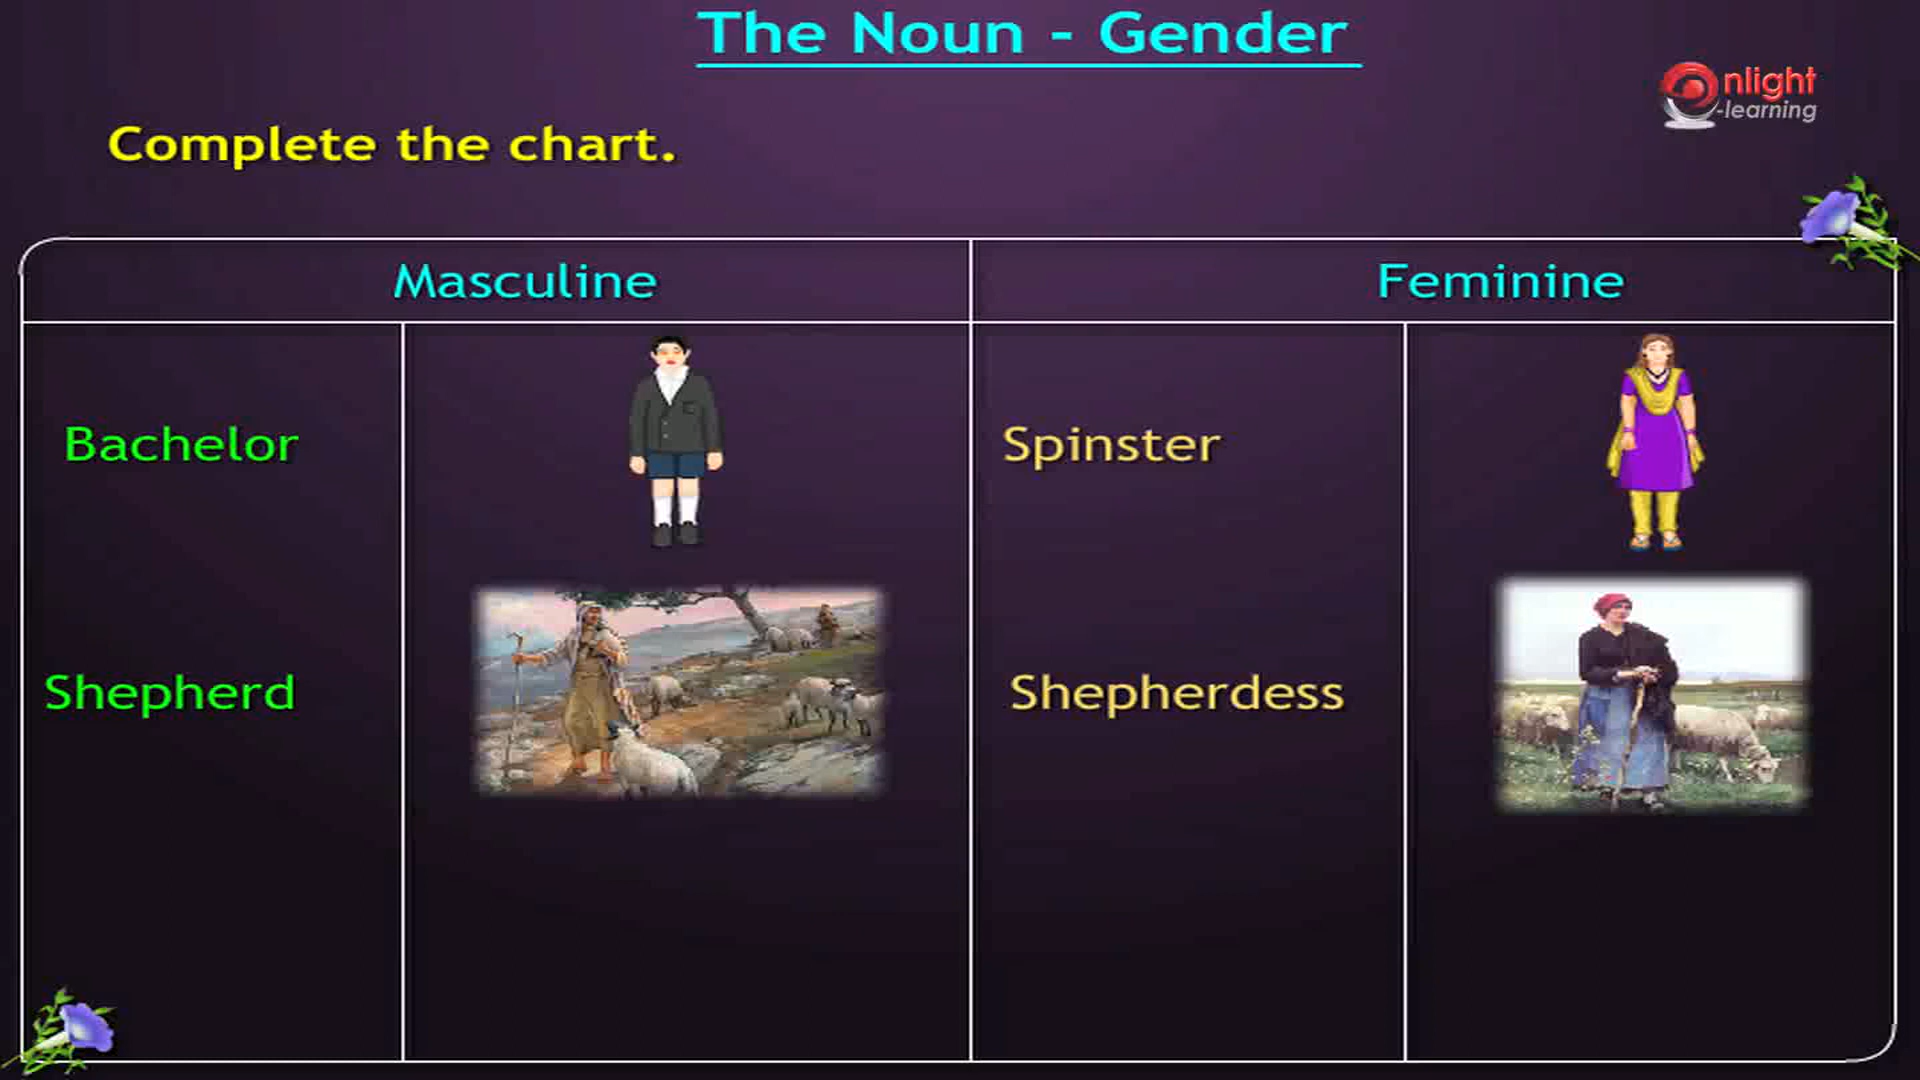 The Noun - Gender
nlight
-learning
Complete the chart.
Masculine
Feminine
Bachelor
Spinster
Shepherd
Shepherdess